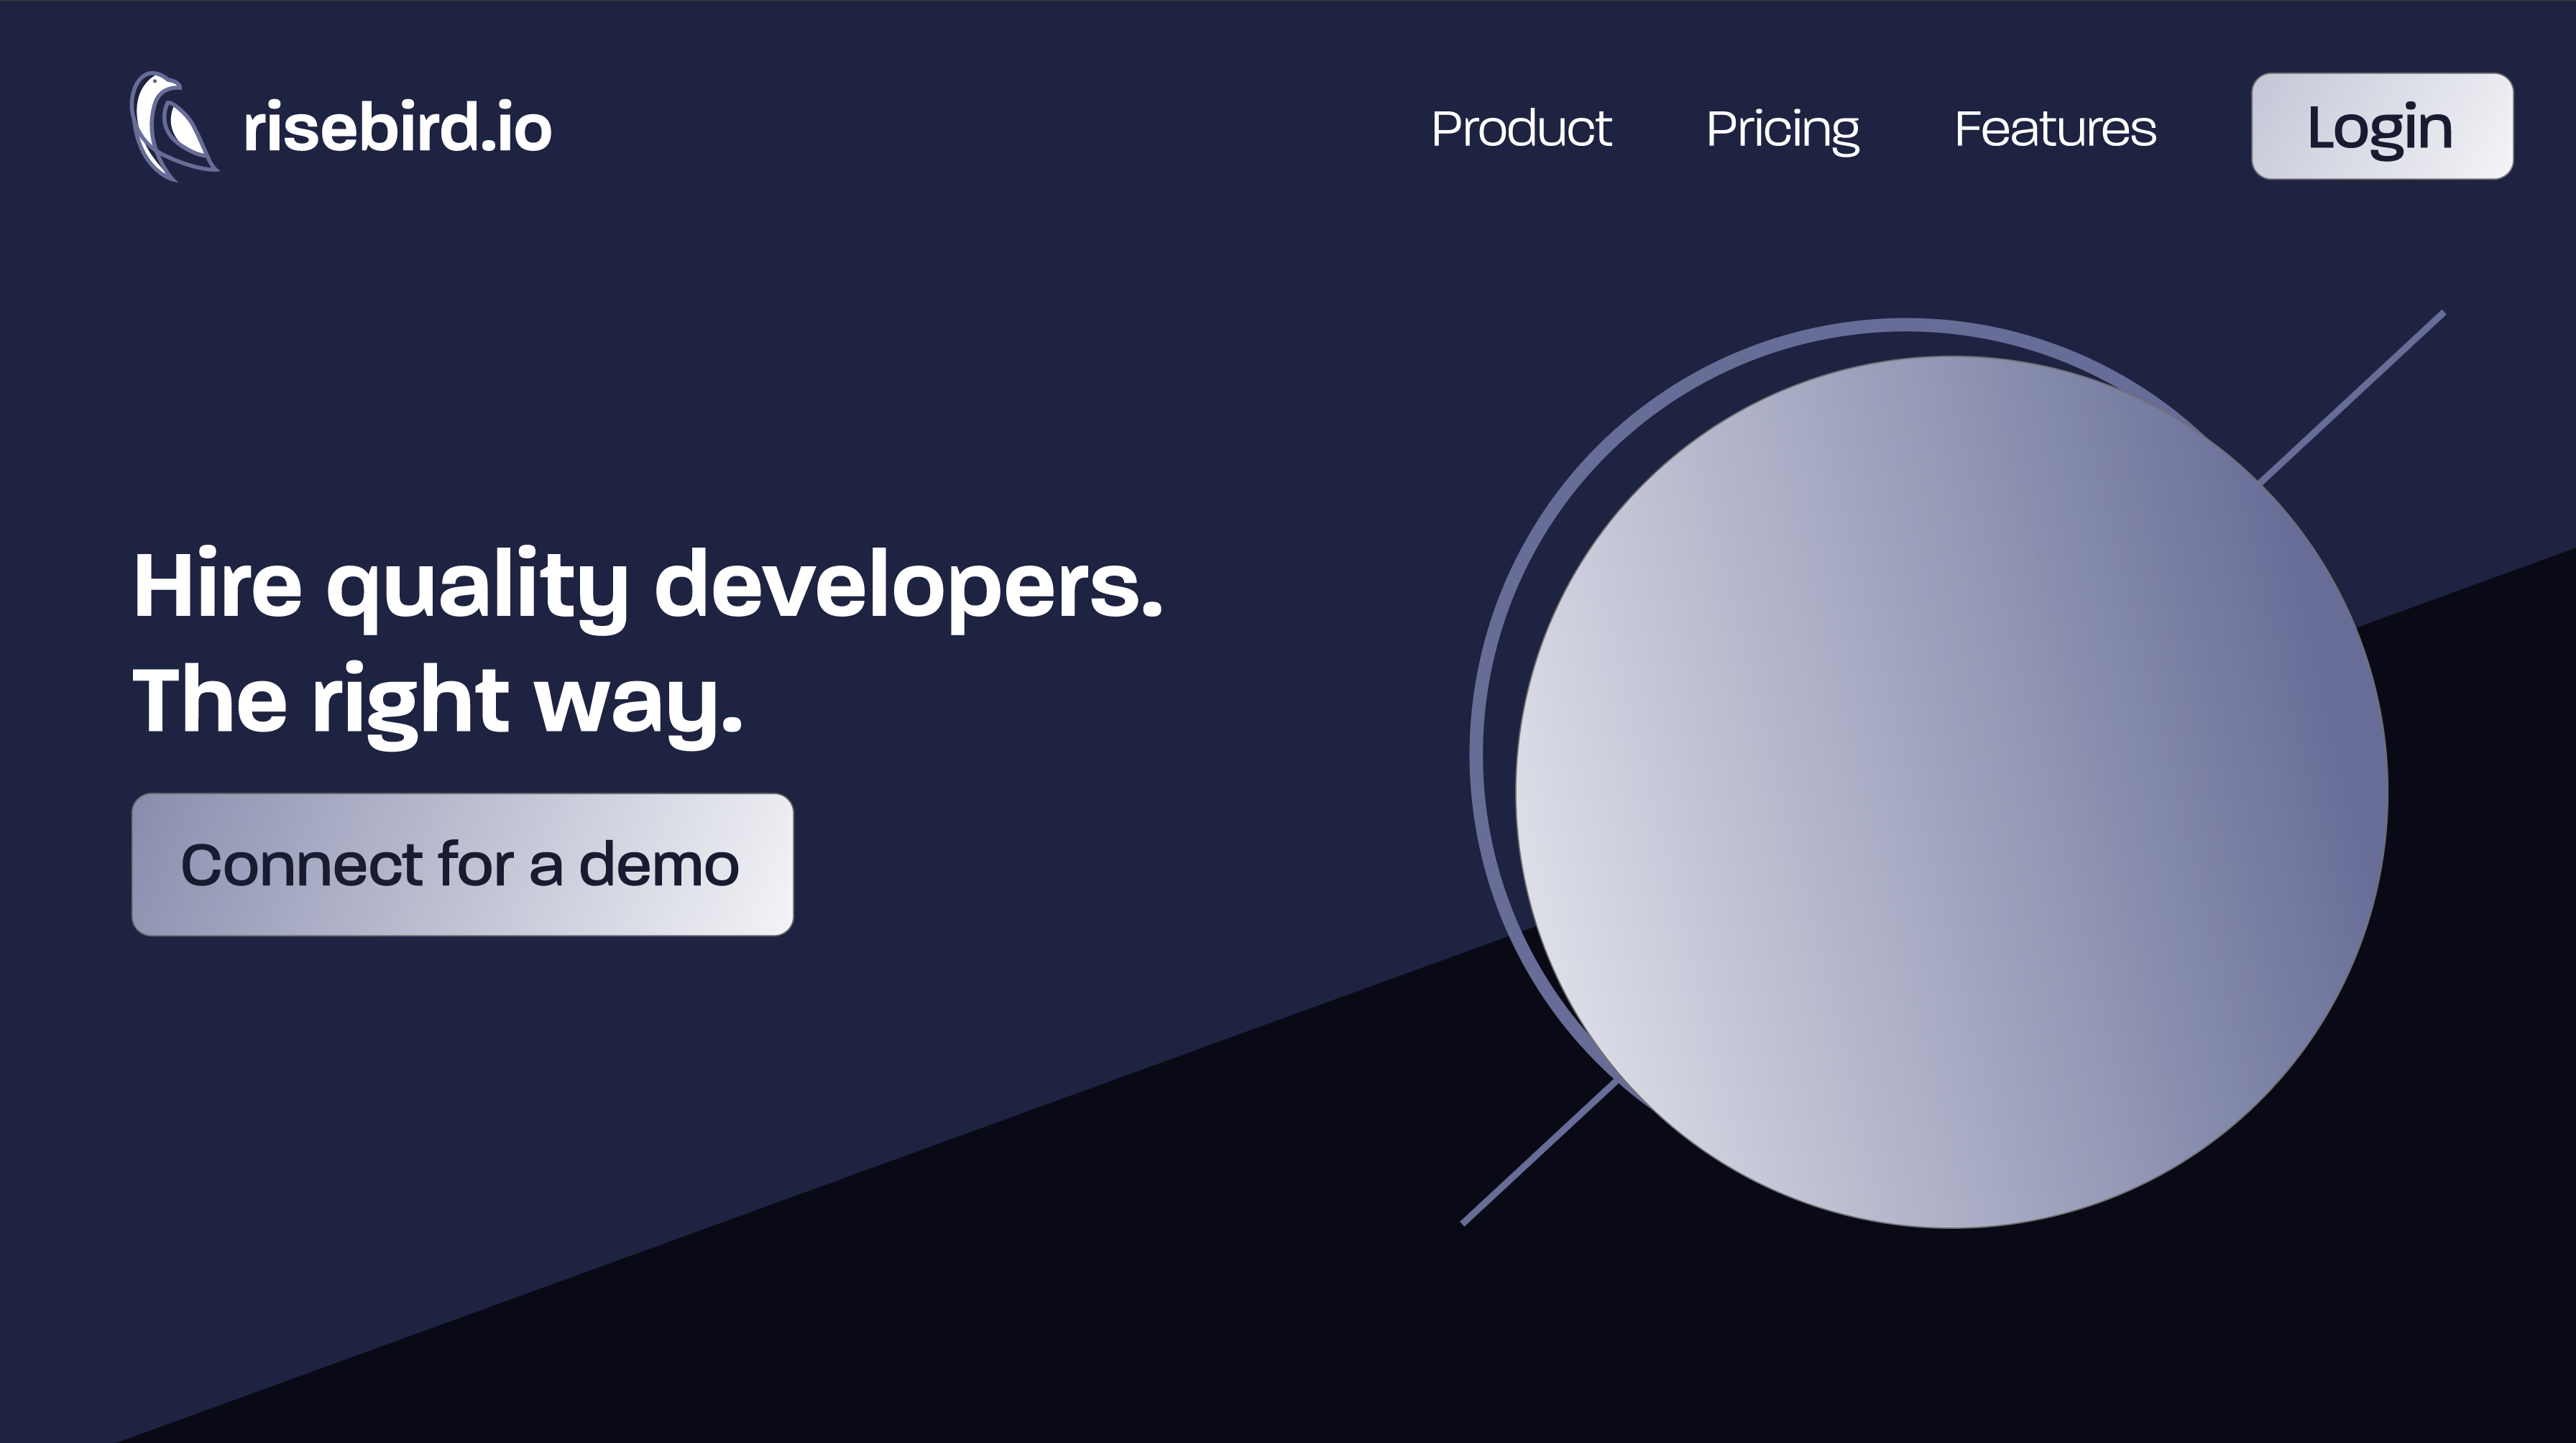 risebird.io
Product
Pricing
Features
Login
Hire quality developers.
The right way.
Connect for a demo